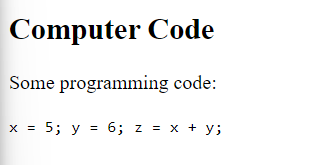 Computer Code
Some programming code:
x = 5; y = 6; z = x + y;